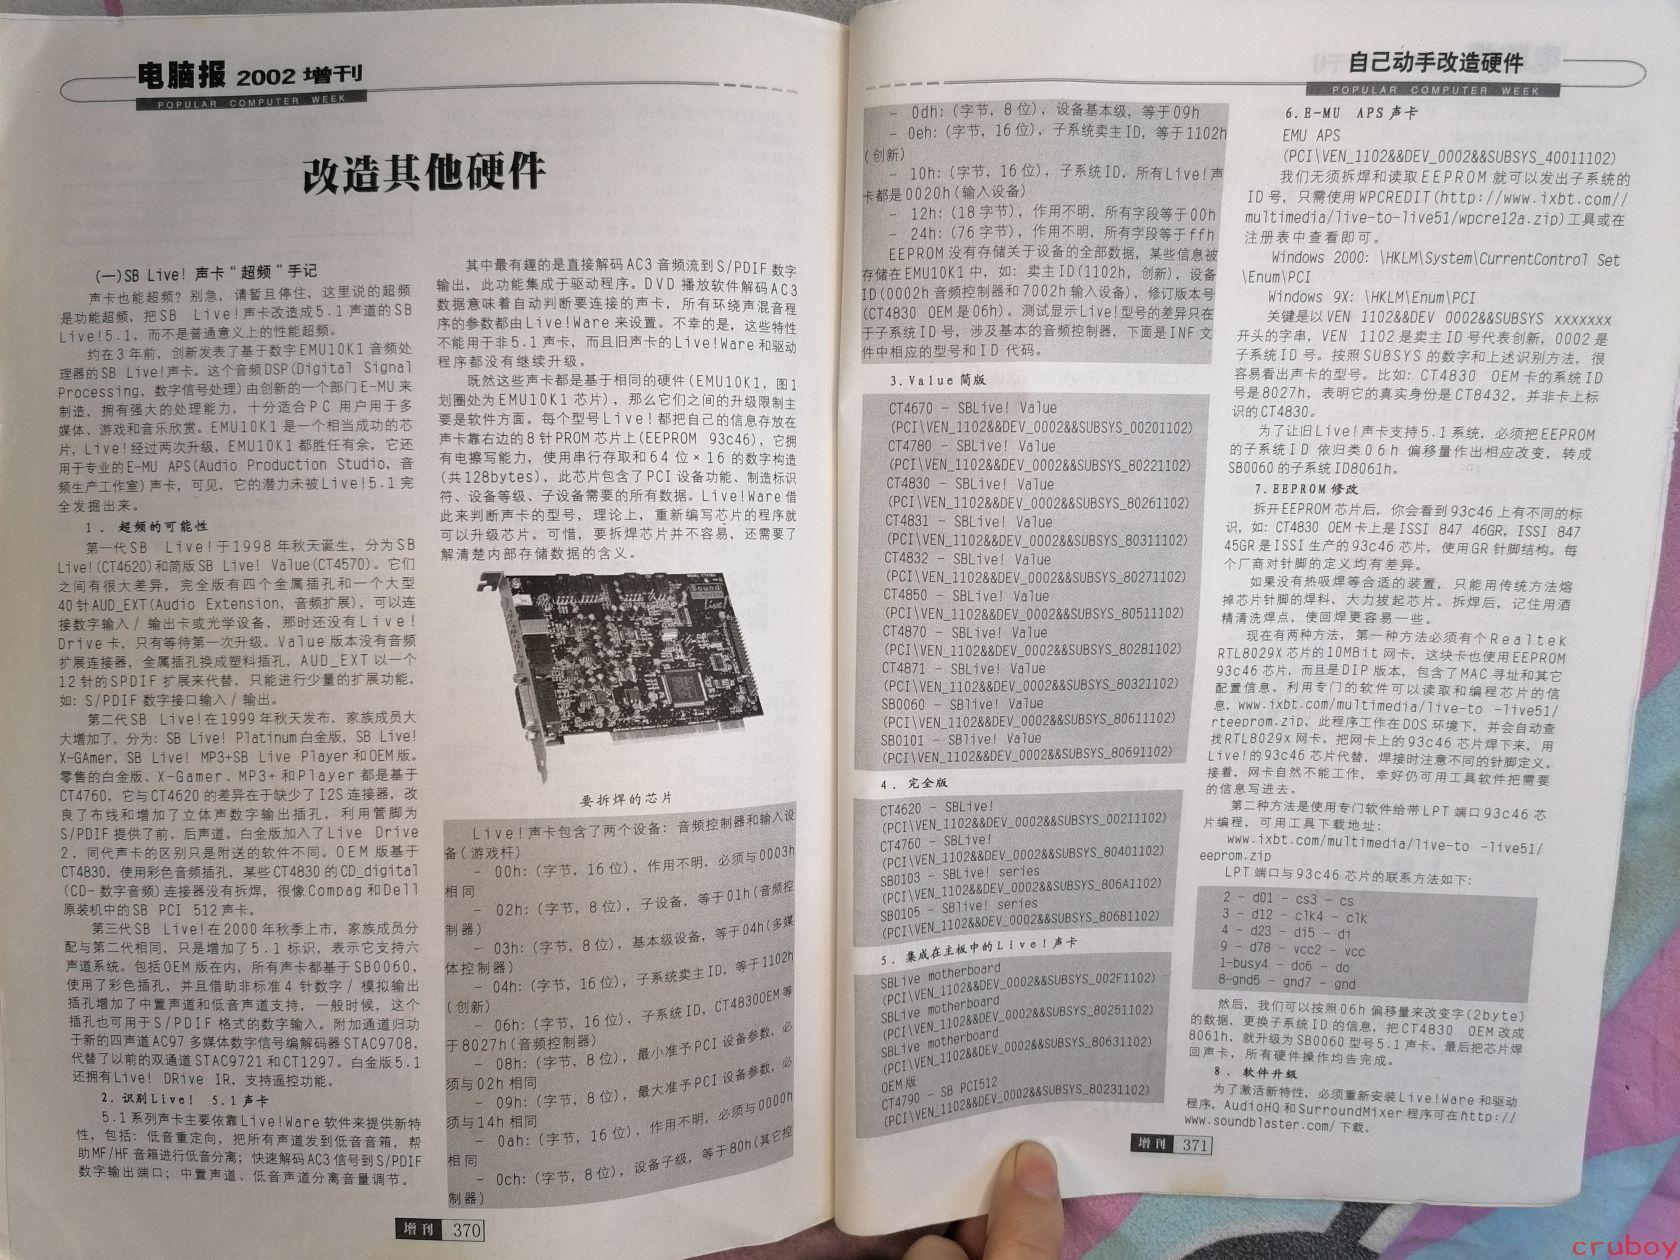 电脑报 2002 增刊
POPULAR COMPUTER WEEK
改造其他硬件
(一)SB Live! 声卡“超频”手记
声卡也能超频? 别急, 请暂且停住, 这里说的超频
是功能超频, 把SB Live!声卡改造成5.1声道的SB
Live!5.1, 而不是普通意义上的性能超频。
约在3年前, 创新发表了基于数字EMU10K1音频处
理器的SB Live!声卡。这个音频DSP(Digital Signal
Processing, 数字信号处理)由创新的一个部门E-MU来
制造, 拥有强大的处理能力, 十分适合PC 用户用于多
媒体、游戏和音乐欣赏。EMU10K1是一个相当成功的芯
片, Live!经过两次升级, EMU10K1都胜任有余, 它还
用于专业的E-MU APS(Audio Production Studio, 音
频生产工作室)声卡, 可见, 它的潜力未被Live!5.1完
全发掘出来。
1. 超频的可能性
第一代SB Live!于1998年秋天诞生, 分为SB
Live!(CT4620)和简版SB Live! Value(CT4570)。它们
之间有很大差异, 完全版有四个金属插孔和一个大型
40针AUD_EXT(Audio Extension, 音频扩展), 可以连
接数字输入/输出卡或光学设备, 那时还没有Live!
Drive卡, 只有等待第一次升级。Value版本没有音频
扩展连接器, 金属插孔换成塑料插孔, AUD_EXT以一个
12针的SPDIF扩展来代替, 只能进行少量的扩展功能,
如: S/PDIF数字接口输入/输出。
第二代SB Live!在1999年秋天发布, 家族成员大
大增加了, 分为: SB Live! Platinum白金版, SB Live!
X-GAmer, SB Live! MP3+SB Live Player和OEM版。
零售的白金版、X-Gamer、MP3+和Player都是基于
CT4760, 它与CT4620的差异在于缺少了I2S连接器, 改
良了布线和增加了立体声数字输出插孔, 利用管脚为
S/PDIF提供了前、后声道。白金版加入了Live Drive
2, 同代声卡的区别只是附送的软件不同。OEM版基于
CT4830, 使用彩色音频插孔, 某些CT4830的CD_digital
(CD-数字音频)连接器没有拆焊, 很像Compaq和Dell
原装机中的SB PCI 512声卡。
第三代SB Live!在2000年秋季上市, 家族成员分
配与第二代相同, 只是增加了5.1标识, 表示它支持六
声道系统。包括OEM版在内, 所有声卡都基于SB0060,
使用了彩色插孔, 并且借助非标准4针数字/模拟输出
插孔增加了中置声道和低音声道支持, 一般时候, 这个
插孔也可用于S/PDIF格式的数字输入。附加通道归功
于新的四声道AC97多媒体数字信号编解码器STAC9708,
代替了以前的双通道STAC9721和CT1297。白金版5.1
还拥有Live! DRive IR, 支持遥控功能。
2. 识别Live! 5.1声卡
5.1系列声卡主要依靠Live!Ware软件来提供新特
性, 包括: 低音重定向, 把所有声道发到低音音箱, 帮
助MF/HF音箱进行低音分离; 快速解码AC3信号到S/PDIF
数字输出端口; 中置声道、低音声道分离音量调节。
其中最有趣的是直接解码AC3音频流到S/PDIF数字
输出, 此功能集成于驱动程序。DVD播放软件解码AC3
数据意味着自动判断要连接的声卡, 所有环绕声混音程
序的参数都由Live!Ware来设置。不幸的是, 这些特性
不能用于非5.1声卡, 而且旧声卡的Live!Ware和驱动
程序都没有继续升级。
既然这些声卡都是基于相同的硬件(EMU10K1, 图1
划圈处为EMU10K1芯片), 那么它们之间的升级限制主
要是软件方面。每个型号Live!都把自己的信息存放在
声卡靠右边的8针PROM芯片上(EEPROM 93c46), 它拥
有电擦写能力, 使用串行存取和64位×16的数字构造
(共128bytes), 此芯片包含了PCI设备功能、制造标识
符、设备等级、子设备需要的所有数据。Live!Ware借
此来判断声卡的型号, 理论上, 重新编写芯片的程序就
可以升级芯片。可惜, 要拆焊芯片并不容易, 还需要了
解清楚内部存储数据的含义。
要拆焊的芯片
Live!声卡包含了两个设备: 音频控制器和输入设
备(游戏杆)
- 00h: (字节, 16位), 作用不明, 必须与0003h
相同
- 02h: (字节, 8位), 子设备, 等于01h(音频控
制器)
- 03h: (字节, 8位), 基本级设备, 等于04h(多媒
体控制器)
- 04h: (字节, 16位), 子系统卖主ID, 等于1102h
(创新)
- 06h: (字节, 16位), 子系统ID, CT4830OEM等
于8027h(音频控制器)
- 08h: (字节, 8位), 最小准予PCI设备参数, 必
须与02h相同
- 09h: (字节, 8位), 最大准予PCI设备参数, 必
须与14h相同
- 0ah: (字节, 16位), 作用不明, 必须与0000h
相同
- 0ch: (字节, 8位), 设备子级, 等于80h(其它控
制器)
增刊 370
自己动手改造硬件
POPULAR COMPUTER WEEK
- 0dh: (字节, 8位), 设备基本级, 等于09h
- 0eh: (字节, 16位), 子系统卖主ID, 等于1102h
(创新)
- 10h: (字节, 16位), 子系统ID, 所有Live!声
卡都是0020h(输入设备)
- 12h: (18字节), 作用不明, 所有字段等于00h
- 24h: (76字节), 作用不明, 所有字段等于ffh
EEPROM没有存储关于设备的全部数据, 某些信息被
存储在EMU10K1中, 如: 卖主ID(1102h, 创新), 设备
ID(0002h音频控制器和7002h输入设备), 修订版本号
(CT4830 OEM是06h)。测试显示Live!型号的差异只在
于子系统ID号, 涉及基本的音频控制器, 下面是INF文
件中相应的型号和ID代码。
3.Value简版
CT4670 - SBLive! Value
(PCI\VEN_1102&&DEV_0002&&SUBSYS_00201102)
CT4780 - SBLive! Value
(PCI\VEN_1102&&DEV_0002&&SUBSYS_80221102)
CT4830 - SBLive! Value
(PCI\VEN_1102&&DEV_0002&&SUBSYS_80261102)
CT4831 - SBLive! Value
(PCI\VEN_1102&&DEV_0002&&SUBSYS_80311102)
CT4832 - SBLive! Value
(PCI\VEN_1102&&DEV_0002&&SUBSYS_80271102)
CT4850 - SBLive! Value
(PCI\VEN_1102&&DEV_0002&&SUBSYS_80511102)
CT4870 - SBLive! Value
(PCI\VEN_1102&&DEV_0002&&SUBSYS_80281102)
CT4871 - SBLive! Value
(PCI\VEN_1102&&DEV_0002&&SUBSYS_80321102)
SB0060 - SBlive! Value
(PCI\VEN_1102&&DEV_0002&&SUBSYS_80611102)
SB0101 - SBlive! Value
(PCI\VEN_1102&&DEV_0002&&SUBSYS_80691102)
4. 完全版
CT4620 - SBLive!
(PCI\VEN_1102&&DEV_0002&&SUBSYS_00211102)
CT4760 - SBLive!
(PCI\VEN_1102&&DEV_0002&&SUBSYS_80401102)
SB0103 - SBLive! series
(PCI\VEN_1102&&DEV_0002&&SUBSYS_806A1102)
SB0105 - SBlive! series
(PCI\VEN_1102&&DEV_0002&&SUBSYS_806B1102)
5. 集成在主板中的Live!声卡
SBLive motherboard
(PCI\VEN_1102&&DEV_0002&&SUBSYS_002F1102)
SBLive motherboard
(PCI\VEN_1102&&DEV_0002&&SUBSYS_80251102)
SBLive motherboard
(PCI\VEN_1102&&DEV_0002&&SUBSYS_80631102)
OEM版
CT4790 - SB PCI512
(PCI\VEN_1102&&DEV_0002&&SUBSYS_80231102)
6.E-MU APS声卡
EMU APS
(PCI\VEN_1102&&DEV_0002&&SUBSYS_40011102)
我们无须拆焊和读取EEPROM就可以发出子系统的
ID号, 只需使用WPCREDIT(http://www.ixbt.com//
multimedia/live-to-live51/wpcre12a.zip)工具或在
注册表中查看即可。
Windows 2000: \HKLM\System\CurrentControl Set
\Enum\PCI
Windows 9X: \HKLM\Enum\PCI
关键是以VEN 1102&&DEV 0002&&SUBSYS xxxxxxx
开头的字串, VEN 1102是卖主ID号代表创新, 0002是
子系统ID号。按照SUBSYS的数字和上述识别方法, 很
容易看出声卡的型号。比如: CT4830 OEM卡的系统ID
号是8027h, 表明它的真实身份是CT8432, 并非卡上标
识的CT4830。
为了让旧Live!声卡支持5.1系统, 必须把EEPROM
的子系统ID 依归类06h偏移量作出相应改变, 转成
SB0060的子系统ID8061h。
7.EEPROM修改
拆开EEPROM芯片后, 你会看到93c46上有不同的标
识, 如: CT4830 OEM卡上是ISSI 847 46GR, ISSI 847
45GR是ISSI生产的93c46芯片, 使用GR针脚结构。每
个厂商对针脚的定义均有差异。
如果没有热吸焊等合适的装置, 只能用传统方法熔
掉芯片针脚的焊料, 大力拔起芯片。拆焊后, 记住用酒
精清洗焊点, 使回焊更容易一些。
现在有两种方法, 第一种方法必须有个Realtek
RTL8029X芯片的10MBit网卡, 这块卡也使用EEPROM
93c46芯片, 而且是DIP版本, 包含了MAC寻址和其它
配置信息。利用专门的软件可以读取和编程芯片的信
息, www.ixbt.com/multimedia/live-to -live51/
rteeprom.zip, 此程序工作在DOS环境下, 并会自动查
找RTL8029x网卡。把网卡上的93c46芯片焊下来, 用
Live!的93c46芯片代替, 焊接时注意不同的针脚定义。
接着, 网卡自然不能工作, 幸好仍可用工具软件把需要
的信息写进去。
第二种方法是使用专门软件给带LPT端口93c46芯
片编程, 可用工具下载地址:
www.ixbt.com/multimedia/live-to -live51/
eeprom.zip
LPT端口与93c46芯片的联系方法如下:
2 - d01 - cs3 - cs
3 - d12 - clk4 - clk
4 - d23 - di5 - di
9 - d78 - vcc2 - vcc
1-busy4 - do6 - do
8-gnd5 - gnd7 - gnd
然后, 我们可以按照06h偏移量来改变字(2byte)
的数据, 更换子系统ID的信息, 把CT4830 OEM改成
8061h, 就升级为SB0060型号5.1声卡。最后把芯片焊
回声卡, 所有硬件操作均告完成。
8. 软件升级
为了激活新特性, 必须重新安装Live!Ware和驱动
程序, AudioHQ和SurroundMixer程序可在http://
www.soundblaster.com/下载。
增刊 371
cruboy